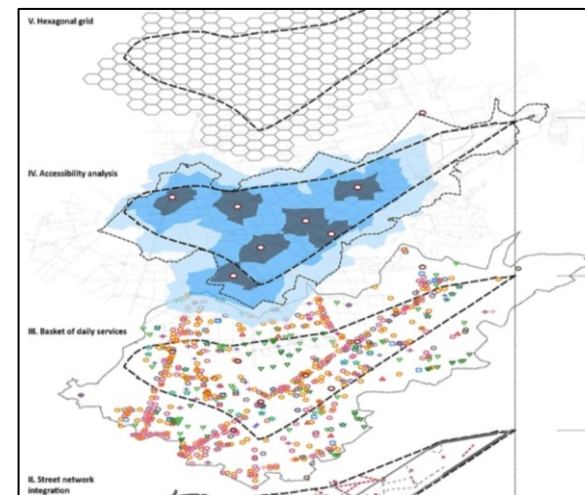 V. Hexagonal grid
IV. Accessibility analysis
III. Basket of daily services
II. Street network
integration